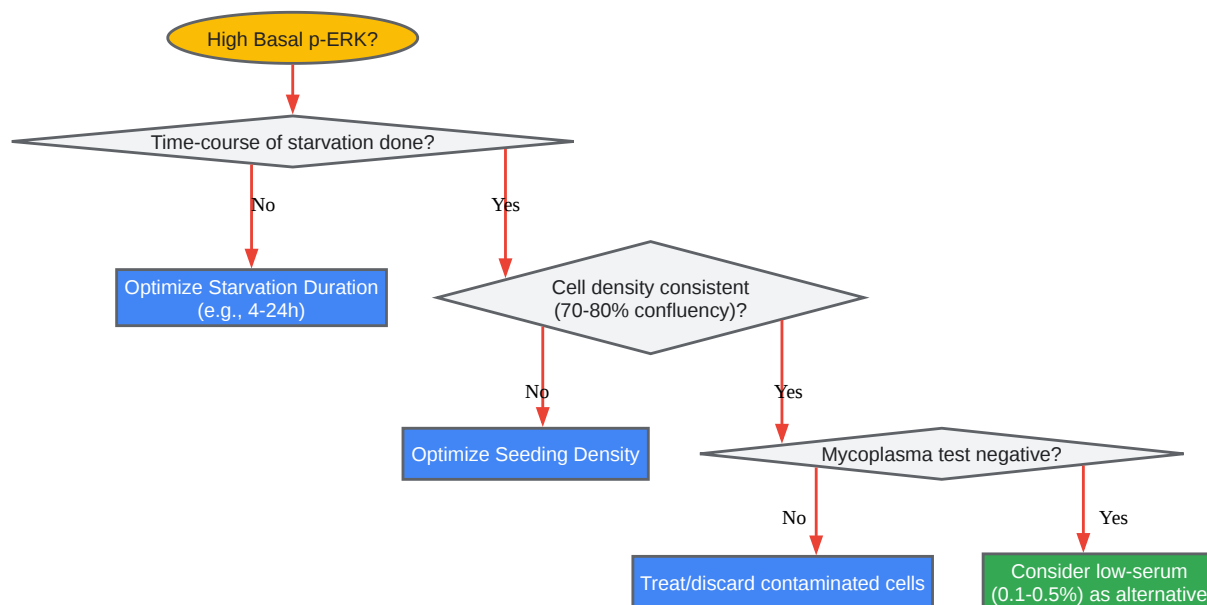 High Basal p-ERK?
Time-course of starvation done?
No
Yes
Optimize Starvation Duration
(e.g., 4-24h)
Cell density consistent
(70-80% confluency)?
No
Yes
Optimize Seeding Density
Mycoplasma test negative?
No
Yes
Treat/discard contaminated cells
Consider low-serum
(0.1-0.5%) as alternative